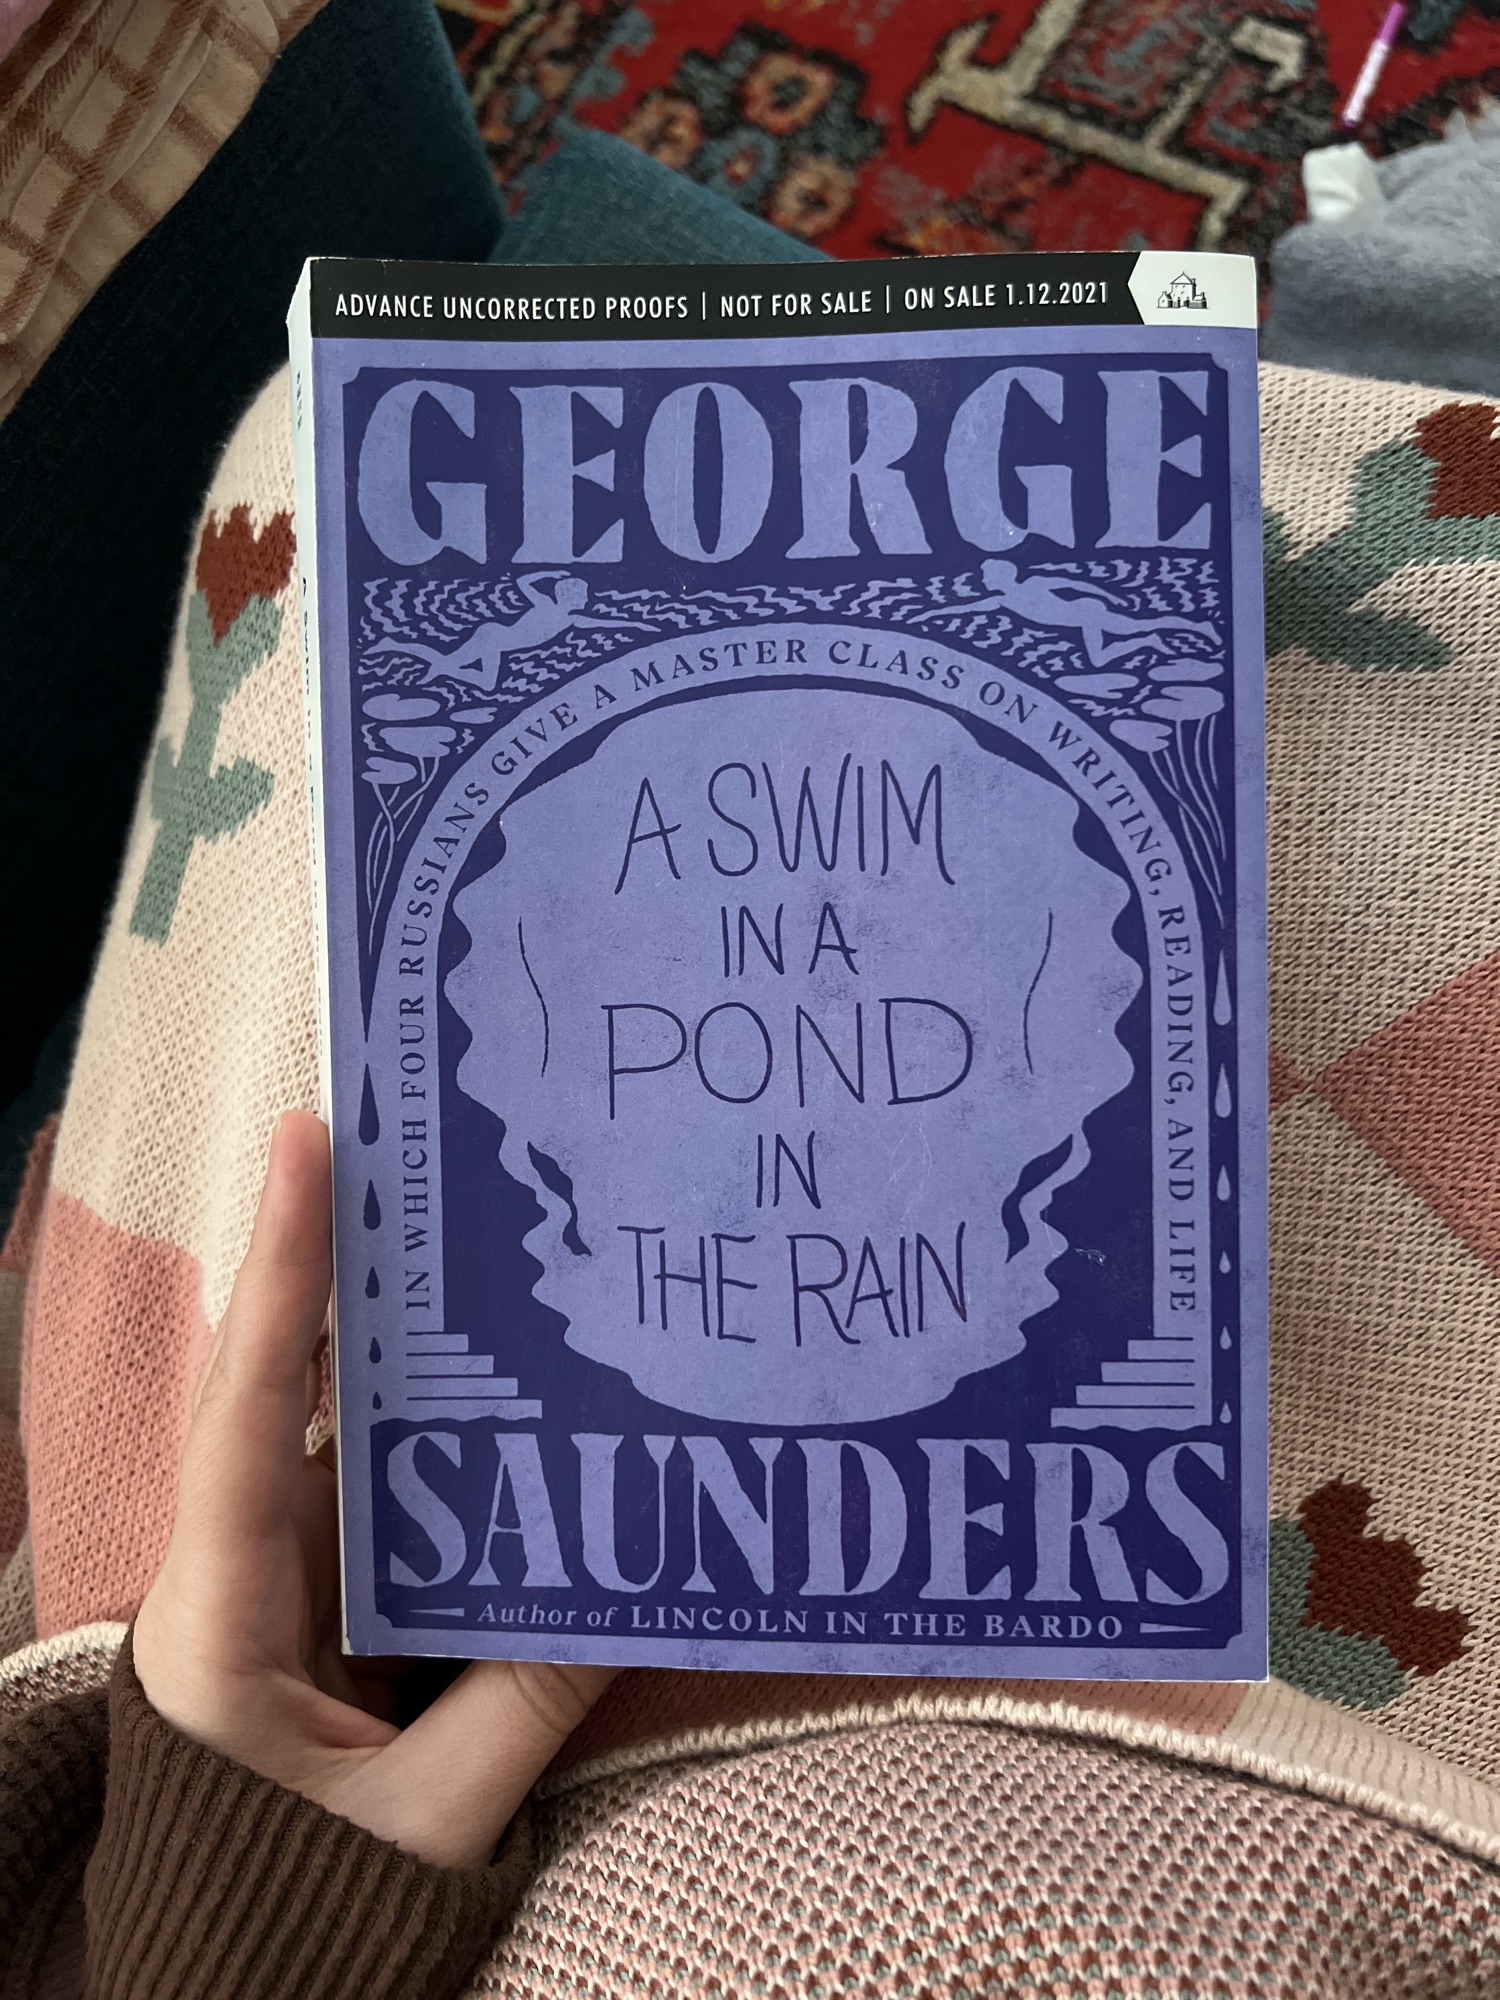 ADVANCE UNCORRECTED PROOFS | NOT FOR SALE | ON SALE 1.12.2021
GEORGE
IN WHICH FOUR RUSSIANS GIVE A MASTER CLASS ON WRITING, READING, AND LIFE
A SWIM
IN A
POND
IN
THE RAIN
SAUNDERS
Author of LINCOLN IN THE BARDO